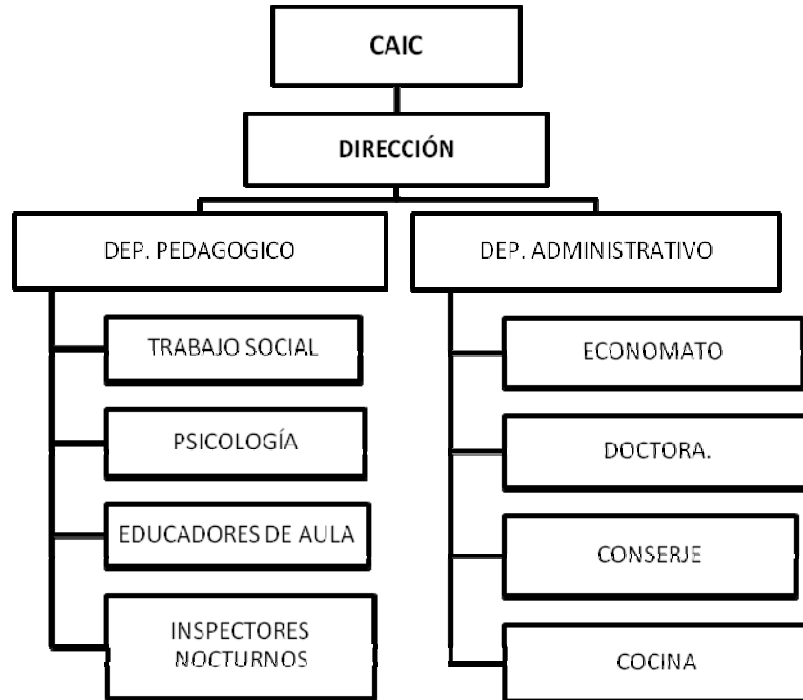 CAIC
DIRECCIÓN
DEP. PEDAGOGICO
TRABAJO SOCIAL
PSICOLOGÍA
EDUCADORES DE AULA
INSPECTORES
NOCTURNOS
DEP. ADMINISTRATIVO
ECONOMATO
DOCTORA.
CONSERJE
COCINA